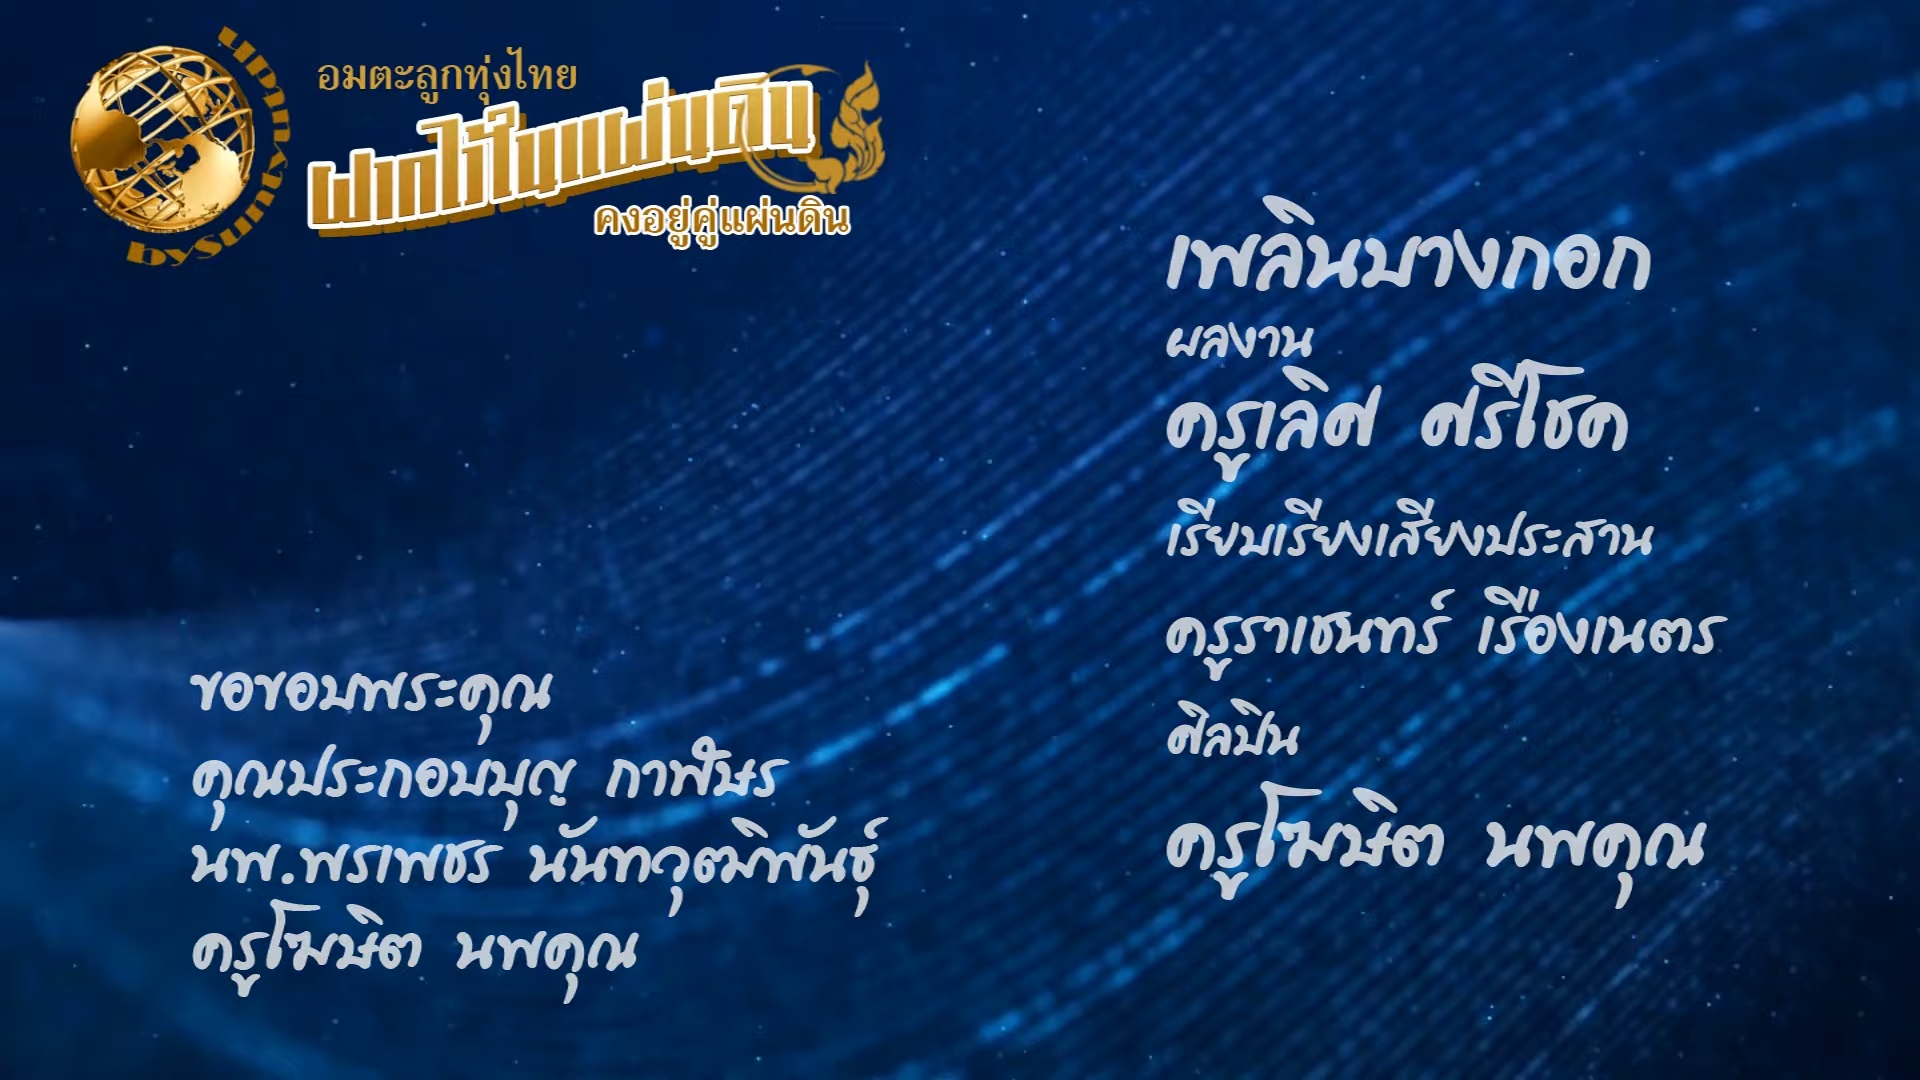 อมตะลูกทุ่งไทย
ฝากไว้ในแผ่นดิน
คงอยู่คู่แผ่นดิน
bySunvanapu
เพลินบางกอก
ผลงาน
ครูเลิศ ศรีโชค
เรียบเรียงเสียงประสาน
ครูราเชนทร์ เรืองเนตร
ศิลปิน
ครูโฆษิต นพคุณ
ขอขอบพระคุณ
คุณประกอบบุญ กาฬษร
นพ.พรเพชร นันทวุฒิพันธุ์
ครูโฆษิต นพคุณ